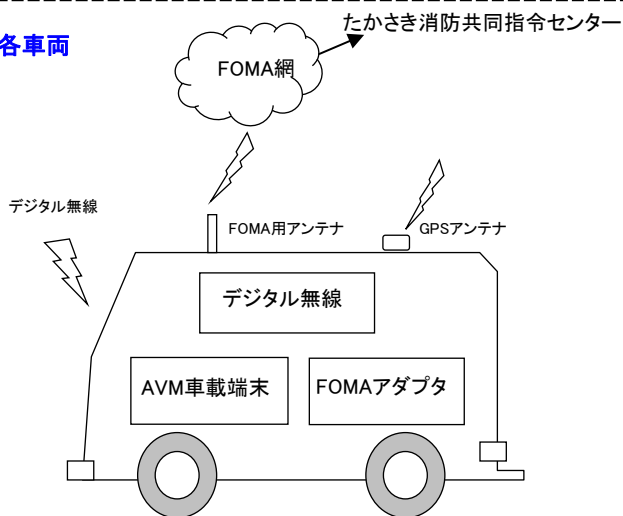 たかさき消防共同指令センター
各車両
FOMA網
デジタル無線
FOMA用アンテナ
GPSアンテナ
デジタル無線
AVM車載端末
FOMAアダプタ